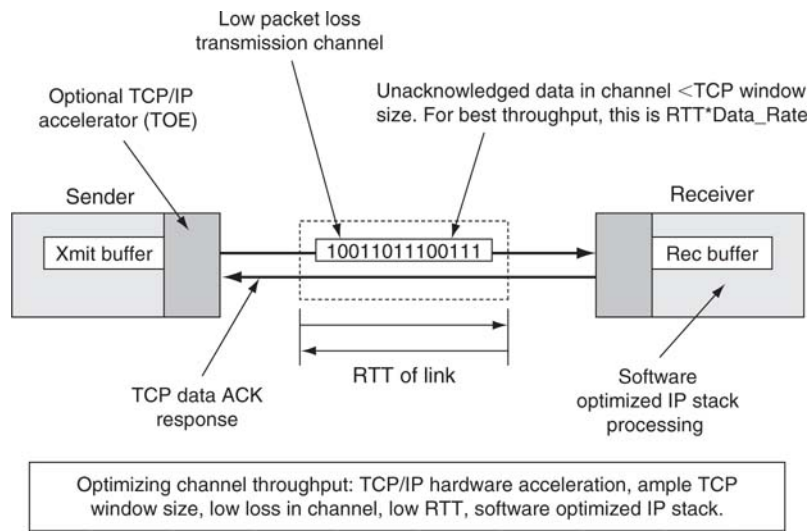 Low packet loss
transmission channel
Optional TCP/IP
accelerator (TOE)
Unacknowledged data in channel <TCP window
size. For best throughput, this is RTT*Data_Rate
Sender
Receiver
Xmit buffer
10011011100111
Rec buffer
RTT of link
TCP data ACK
response
Software
optimized IP stack
processing
Optimizing channel throughput: TCP/IP hardware acceleration, ample TCP
window size, low loss in channel, low RTT, software optimized IP stack.